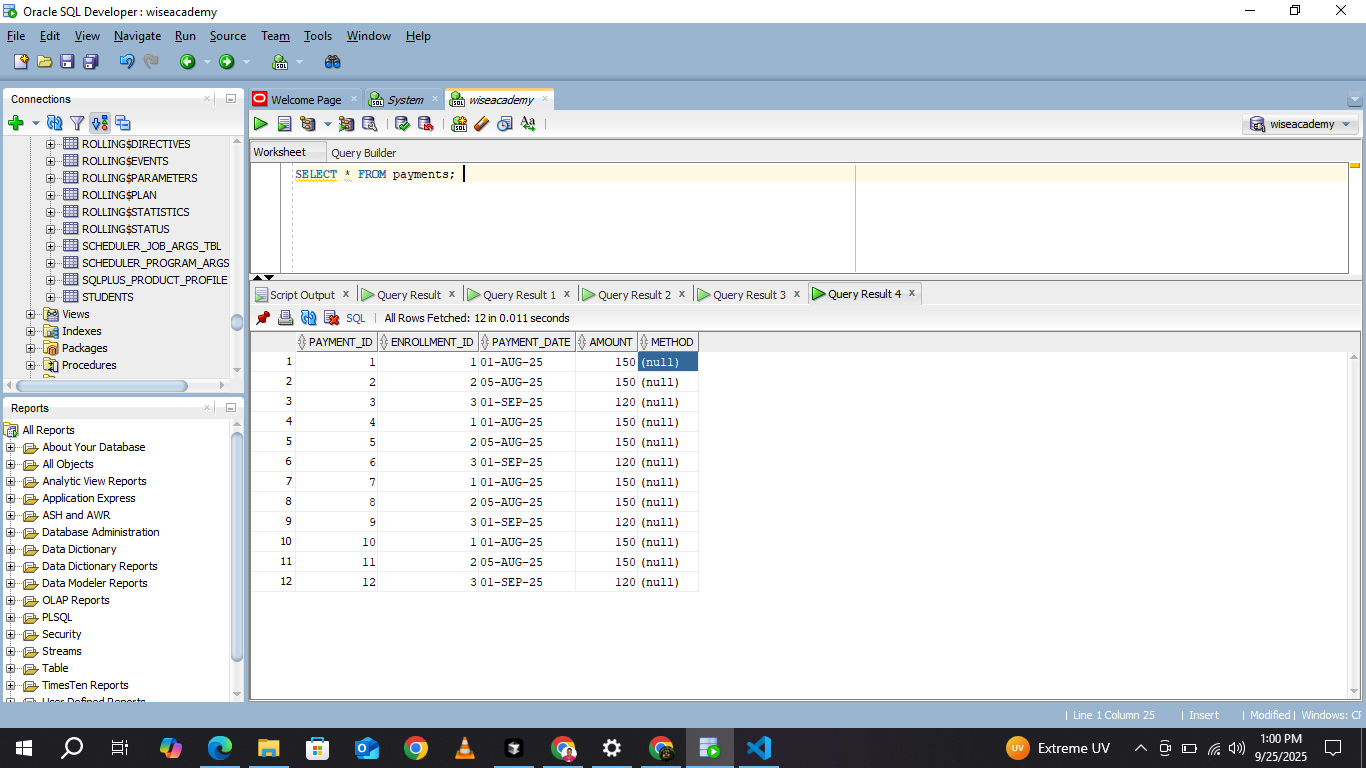 Oracle SQL Developer : wiseacademy
File Edit View Navigate Run Source Team Tools Window Help
Connections
ROLLING$DIRECTIVES
ROLLING$EVENTS
ROLLING$PARAMETERS
ROLLING$PLAN
ROLLING$STATISTICS
ROLLING$STATUS
SCHEDULER_JOB_ARGS_TBL
SCHEDULER_PROGRAM_ARGS
SQLPLUS_PRODUCT_PROFILE
STUDENTS
Views
Indexes
Packages
Procedures
Reports
All Reports
About Your Database
All Objects
Analytic View Reports
Application Express
ASH and AWR
Database Administration
Data Dictionary
Data Dictionary Reports
Data Modeler Reports
OLAP Reports
PLSQL
Security
Streams
Table
TimesTen Reports
User Defined Reports
Welcome Page System wiseacademy
wiseacademy
Worksheet Query Builder
SELECT * FROM payments;
Script Output Query Result Query Result 1 Query Result 2 Query Result 3 Query Result 4
SQL All Rows Fetched: 12 in 0.011 seconds
PAYMENT_ID ENROLLMENT_ID PAYMENT_DATE AMOUNT METHOD
1 1 1 01-AUG-25 150 (null)
2 2 2 05-AUG-25 150 (null)
3 3 3 01-SEP-25 120 (null)
4 4 1 01-AUG-25 150 (null)
5 5 2 05-AUG-25 150 (null)
6 6 3 01-SEP-25 120 (null)
7 7 1 01-AUG-25 150 (null)
8 8 2 05-AUG-25 150 (null)
9 9 3 01-SEP-25 120 (null)
10 10 1 01-AUG-25 150 (null)
11 11 2 05-AUG-25 150 (null)
12 12 3 01-SEP-25 120 (null)
Line 1 Column 25 Insert Modified Windows: CF
UV Extreme UV
1:00 PM
9/25/2025